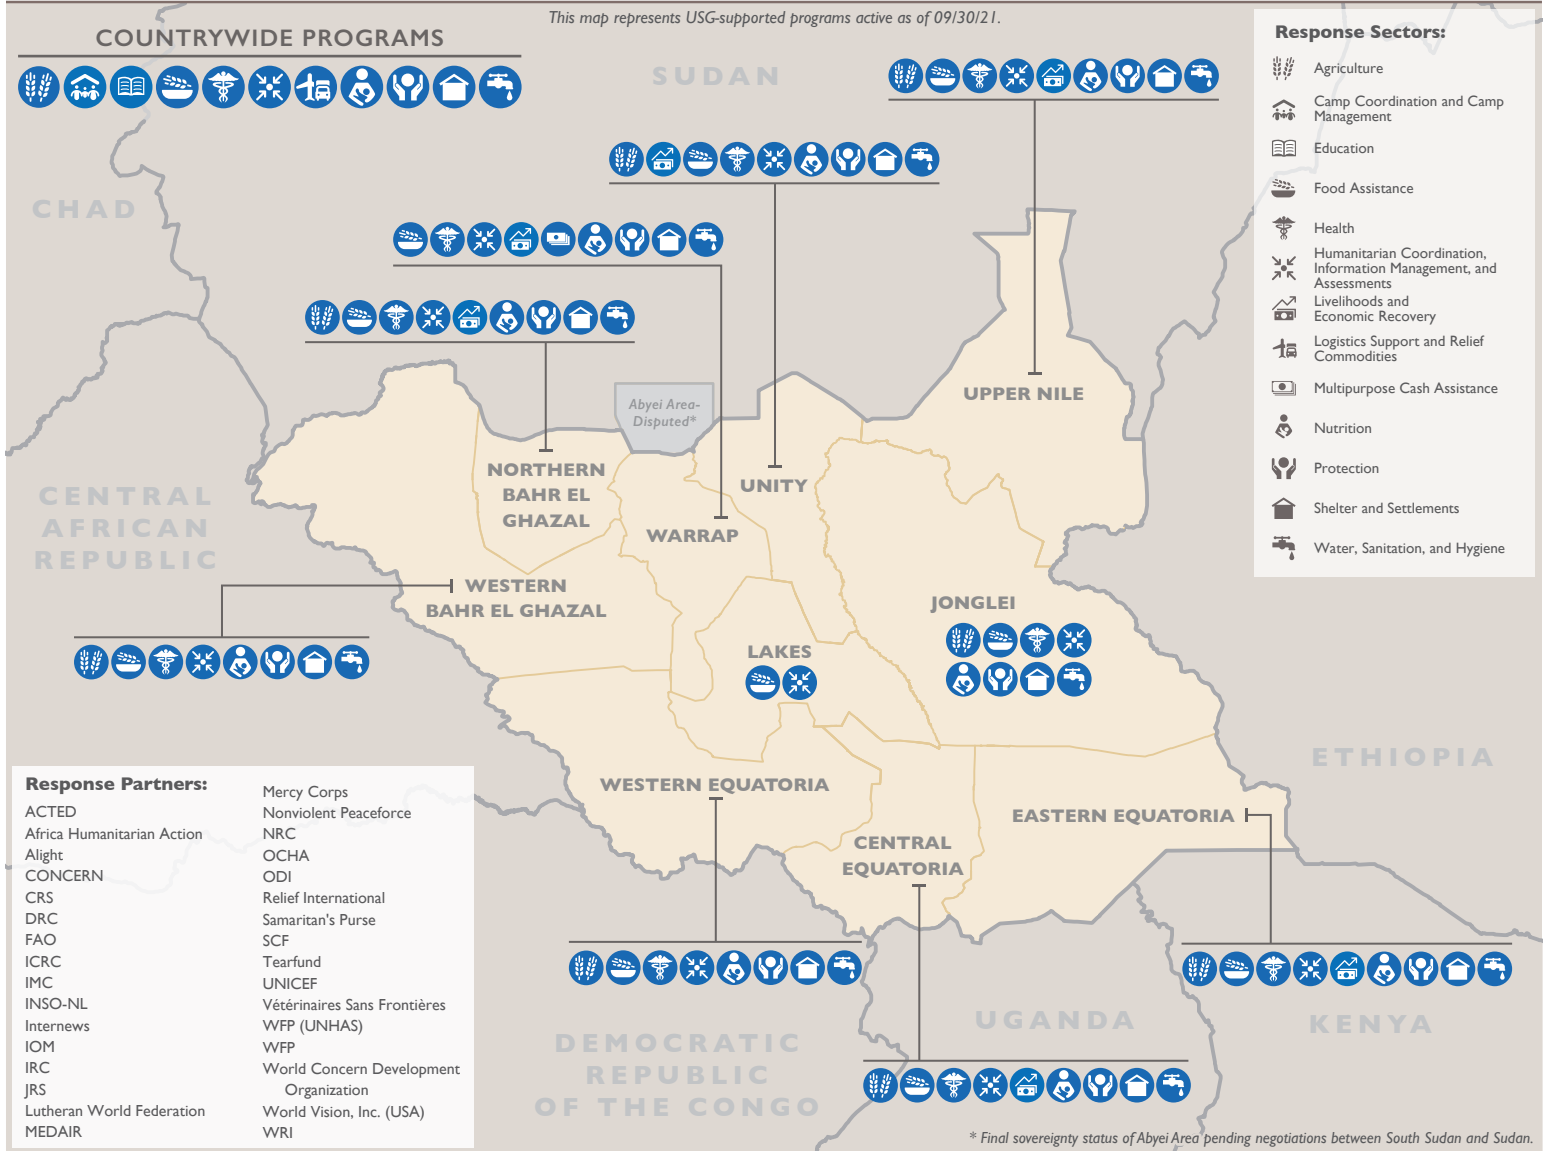 This map represents USG-supported programs active as of 09/30/21.
COUNTRYWIDE PROGRAMS
SUDAN
CHAD
CENTRAL
AFRICAN
REPUBLIC
Abyei Area-
Disputed*
UPPER NILE
NORTHERN
BAHR EL
GHAZAL
UNITY
WARRAP
WESTERN
BAHR EL GHAZAL
JONGLEI
LAKES
WESTERN EQUATORIA
EASTERN EQUATORIA
CENTRAL
EQUATORIA
ETHIOPIA
UGANDA
KENYA
DEMOCRATIC
REPUBLIC
OF THE CONGO
Response Sectors:
Agriculture
Camp Coordination and Camp
Management
Education
Food Assistance
Health
Humanitarian Coordination,
Information Management, and
Assessments
Livelihoods and
Economic Recovery
Logistics Support and Relief
Commodities
Multipurpose Cash Assistance
Nutrition
Protection
Shelter and Settlements
Water, Sanitation, and Hygiene
Response Partners:
ACTED
Africa Humanitarian Action
Alight
CONCERN
CRS
DRC
FAO
ICRC
IMC
INSO-NL
Internews
IOM
IRC
JRS
Lutheran World Federation
MEDAIR
Mercy Corps
Nonviolent Peaceforce
NRC
OCHA
ODI
Relief International
Samaritan's Purse
SCF
Tearfund
UNICEF
Vétérinaires Sans Frontières
WFP (UNHAS)
WFP
World Concern Development
Organization
World Vision, Inc. (USA)
WRI
* Final sovereignty status of Abyei Area pending negotiations between South Sudan and Sudan.